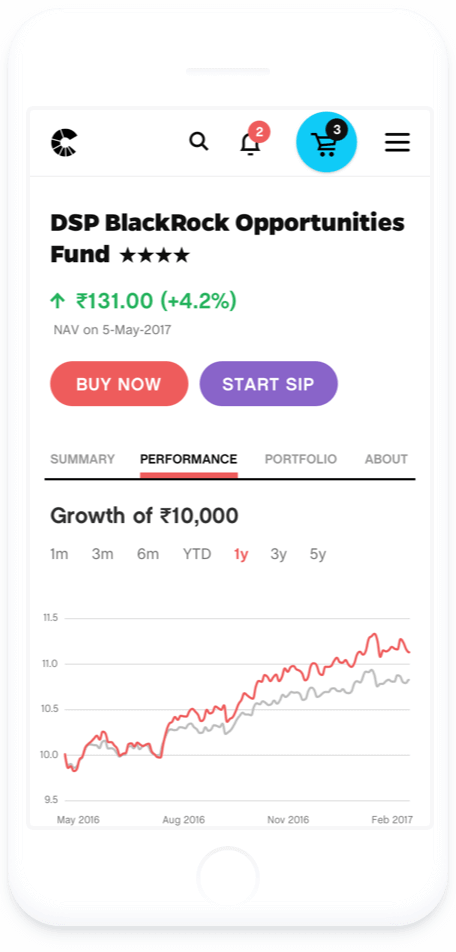 2
3
DSP BlackRock Opportunities
Fund ★★★★
↑ ₹131.00 (+4.2%)
NAV on 5-May-2017
BUY NOW START SIP
SUMMARY PERFORMANCE PORTFOLIO ABOUT
Growth of ₹10,000
1m 3m 6m YTD 1y 3y 5y
11.5
11.0
10.5
10.0
9.5
May 2016 Aug 2016 Nov 2016 Feb 2017